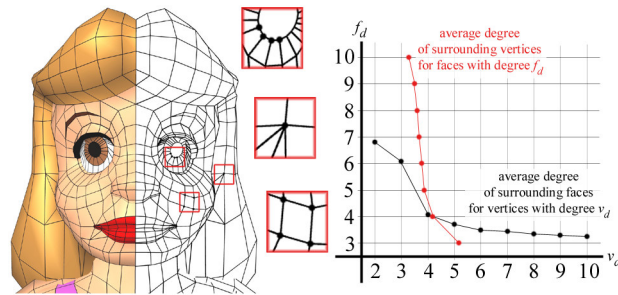 f_d
average degree
of surrounding vertices
for faces with degree f_d
10
9
8
7
6
5
4
3
average degree
of surrounding faces
for vertices with degree v_d
2 3 4 5 6 7 8 9 10
v_d